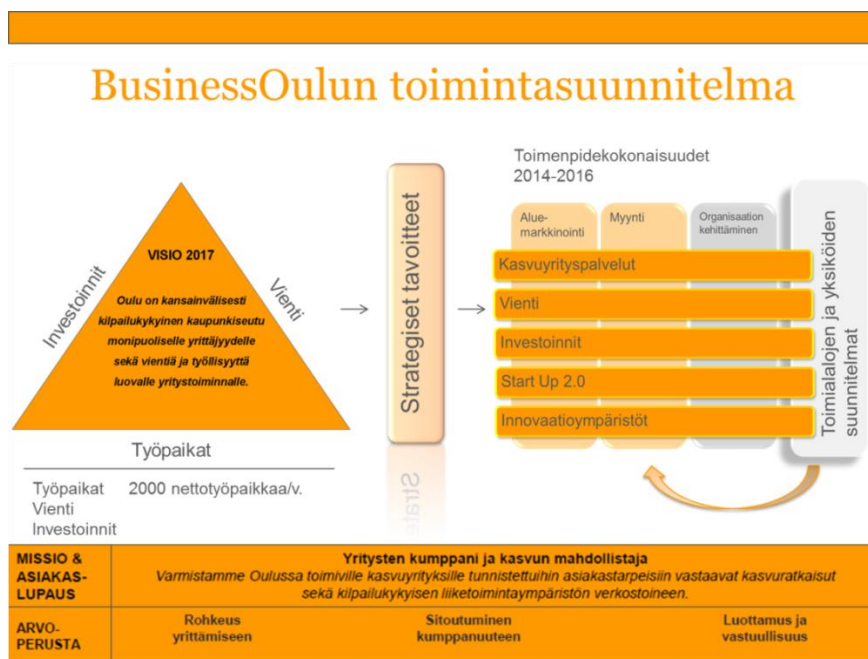 BusinessOulun toimintasuunnitelma
VISIO 2017
Oulu on kansainvälisesti
kilpailukykyinen kaupunkiseutu
monipuoliselle yrittäjyydelle
sekä vientiä ja työllisyyttä
luovalle yritystoiminnalle.
Investoinnit
Vienti
Työpaikat
Työpaikat 2000 nettotyöpaikkaa/v.
Vienti
Investoinnit
Strategiset tavoitteet
Toimenpidekokonaisuudet
2014-2016
Alue-
markkinointi
Myynti
Organisaation
kehittäminen
Kasvuyrityspalvelut
Vienti
Investoinnit
Start Up 2.0
Innovaatioympäristöt
Toimialalojen ja yksiköiden
suunnitelmat
MISSIO &
ASIAKAS-
LUPAUS
Yritysten kumppani ja kasvun mahdollistaja
Varmistamme Oulussa toimiville kasvuyrityksille tunnistettuihin asiakastarpeisiin vastaavat kasvuratkaisut
sekä kilpailukykyisen liiketoimintaympäristön verkostoineen.
ARVO-
PERUSTA
Rohkeus
yrittämiseen
Sitoutuminen
kumppanuuteen
Luottamus ja
vastuullisuus